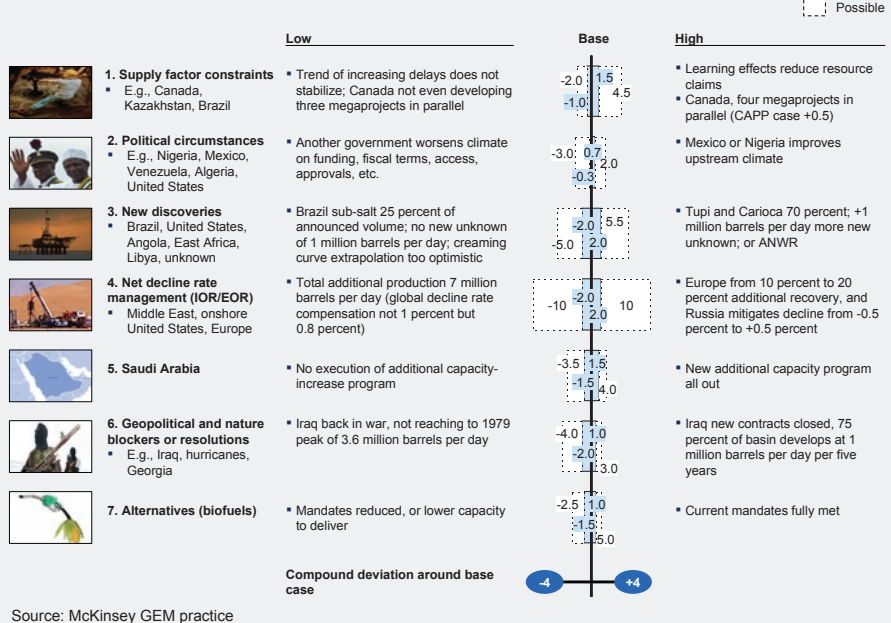 Possible
Low
Base
High
1. Supply factor constraints
▪ E.g., Canada,
Kazakhstan, Brazil
▪ Trend of increasing delays does not
stabilize; Canada not even developing
three megaprojects in parallel
-2.0
1.5
-1.0
4.5
▪ Learning effects reduce resource
claims
▪ Canada, four megaprojects in
parallel (CAPP case +0.5)
2. Political circumstances
▪ E.g., Nigeria, Mexico,
Venezuela, Algeria,
United States
▪ Another government worsens climate
on funding, fiscal terms, access,
approvals, etc.
-3.0
0.7
2.0
-0.3
▪ Mexico or Nigeria improves
upstream climate
3. New discoveries
▪ Brazil, United States,
Angola, East Africa,
Libya, unknown
▪ Brazil sub-salt 25 percent of
announced volume; no new unknown
of 1 million barrels per day; creaming
curve extrapolation too optimistic
-2.0
5.5
-5.0
2.0
▪ Tupi and Carioca 70 percent; +1
million barrels per day more new
unknown; or ANWR
4. Net decline rate
management (IOR/EOR)
▪ Middle East, onshore
United States, Europe
▪ Total additional production 7 million
barrels per day (global decline rate
compensation not 1 percent but
0.8 percent)
-10
-2.0
2.0
10
▪ Europe from 10 percent to 20
percent additional recovery, and
Russia mitigates decline from -0.5
percent to +0.5 percent
5. Saudi Arabia
▪ No execution of additional capacity-
increase program
-3.5
1.5
-1.5
4.0
▪ New additional capacity program
all out
6. Geopolitical and nature
blockers or resolutions
▪ E.g., Iraq, hurricanes,
Georgia
▪ Iraq back in war, not reaching to 1979
peak of 3.6 million barrels per day
-4.0
1.0
-2.0
3.0
▪ Iraq new contracts closed, 75
percent of basin develops at 1
million barrels per day per five
years
7. Alternatives (biofuels)
▪ Mandates reduced, or lower capacity
to deliver
-2.5
1.0
-1.5
5.0
▪ Current mandates fully met
Compound deviation around base
case
-4
+4
Source: McKinsey GEM practice